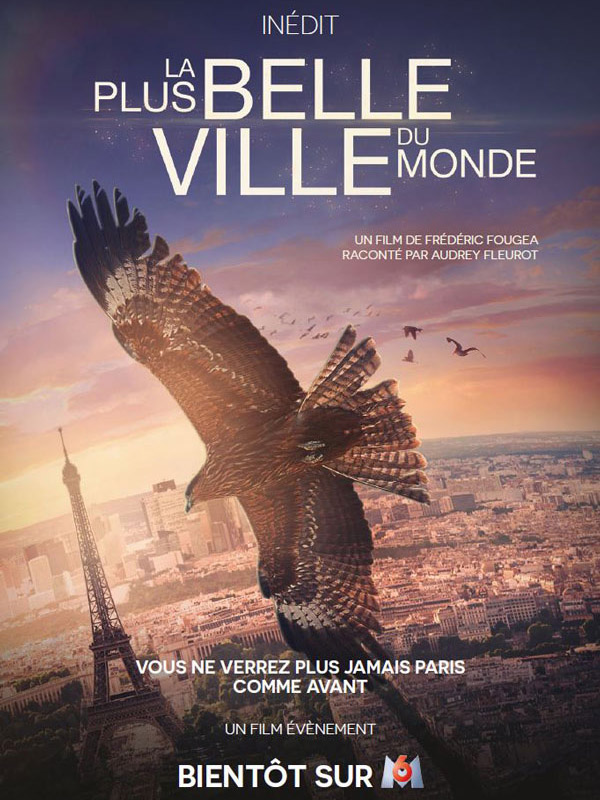 INÉDIT
LA
PLUS BELLE
VILLE DU
MONDE
UN FILM DE FRÉDÉRIC FOUGEA
RACONTÉ PAR AUDREY FLEUROT
VOUS NE VERREZ PLUS JAMAIS PARIS
COMME AVANT
UN FILM ÉVÈNEMENT
BIENTÔT SUR M6